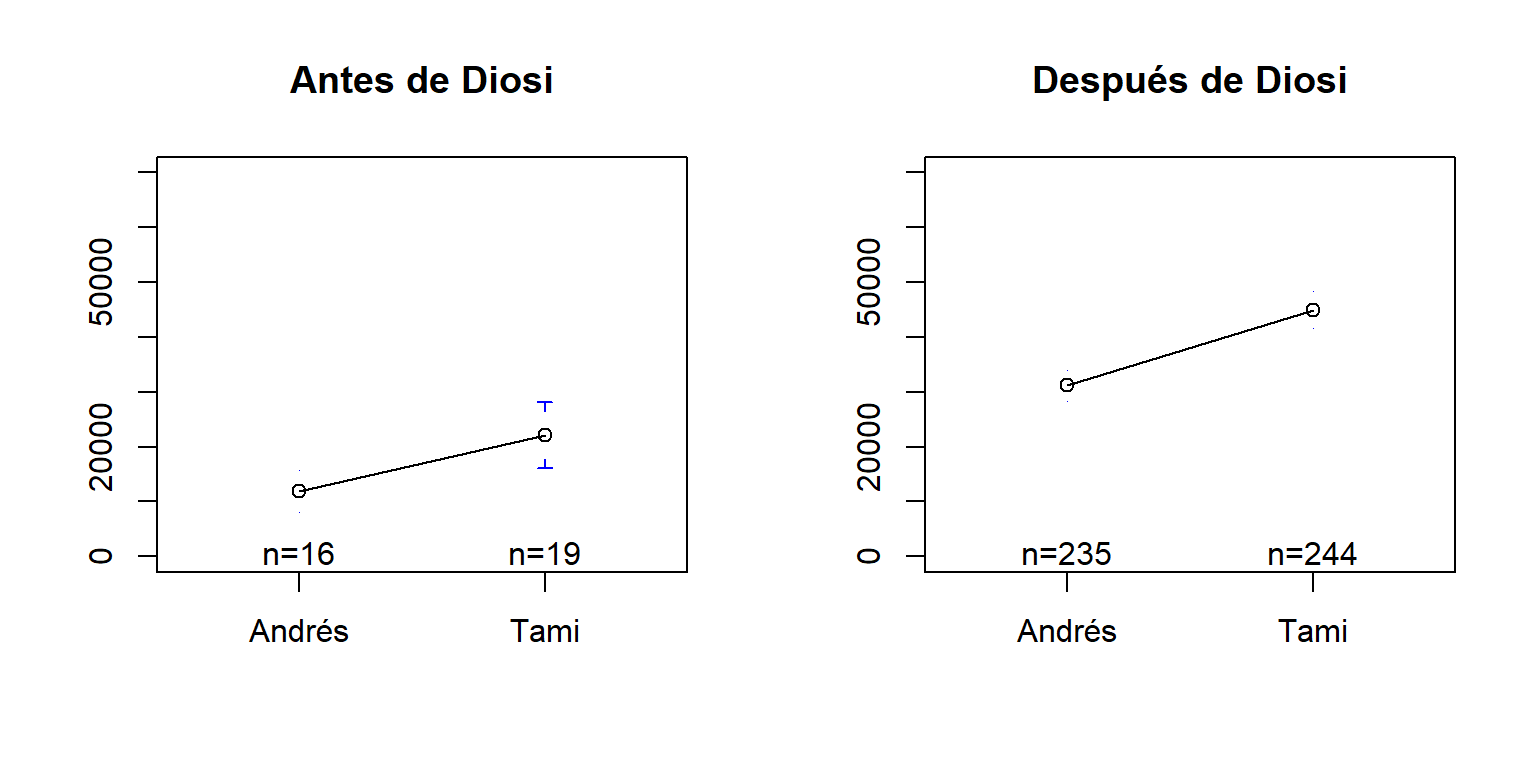 Antes de Diosi
50000
20000
0
n=16
n=19
Andrés
Tami
Después de Diosi
50000
20000
0
n=235
n=244
Andrés
Tami